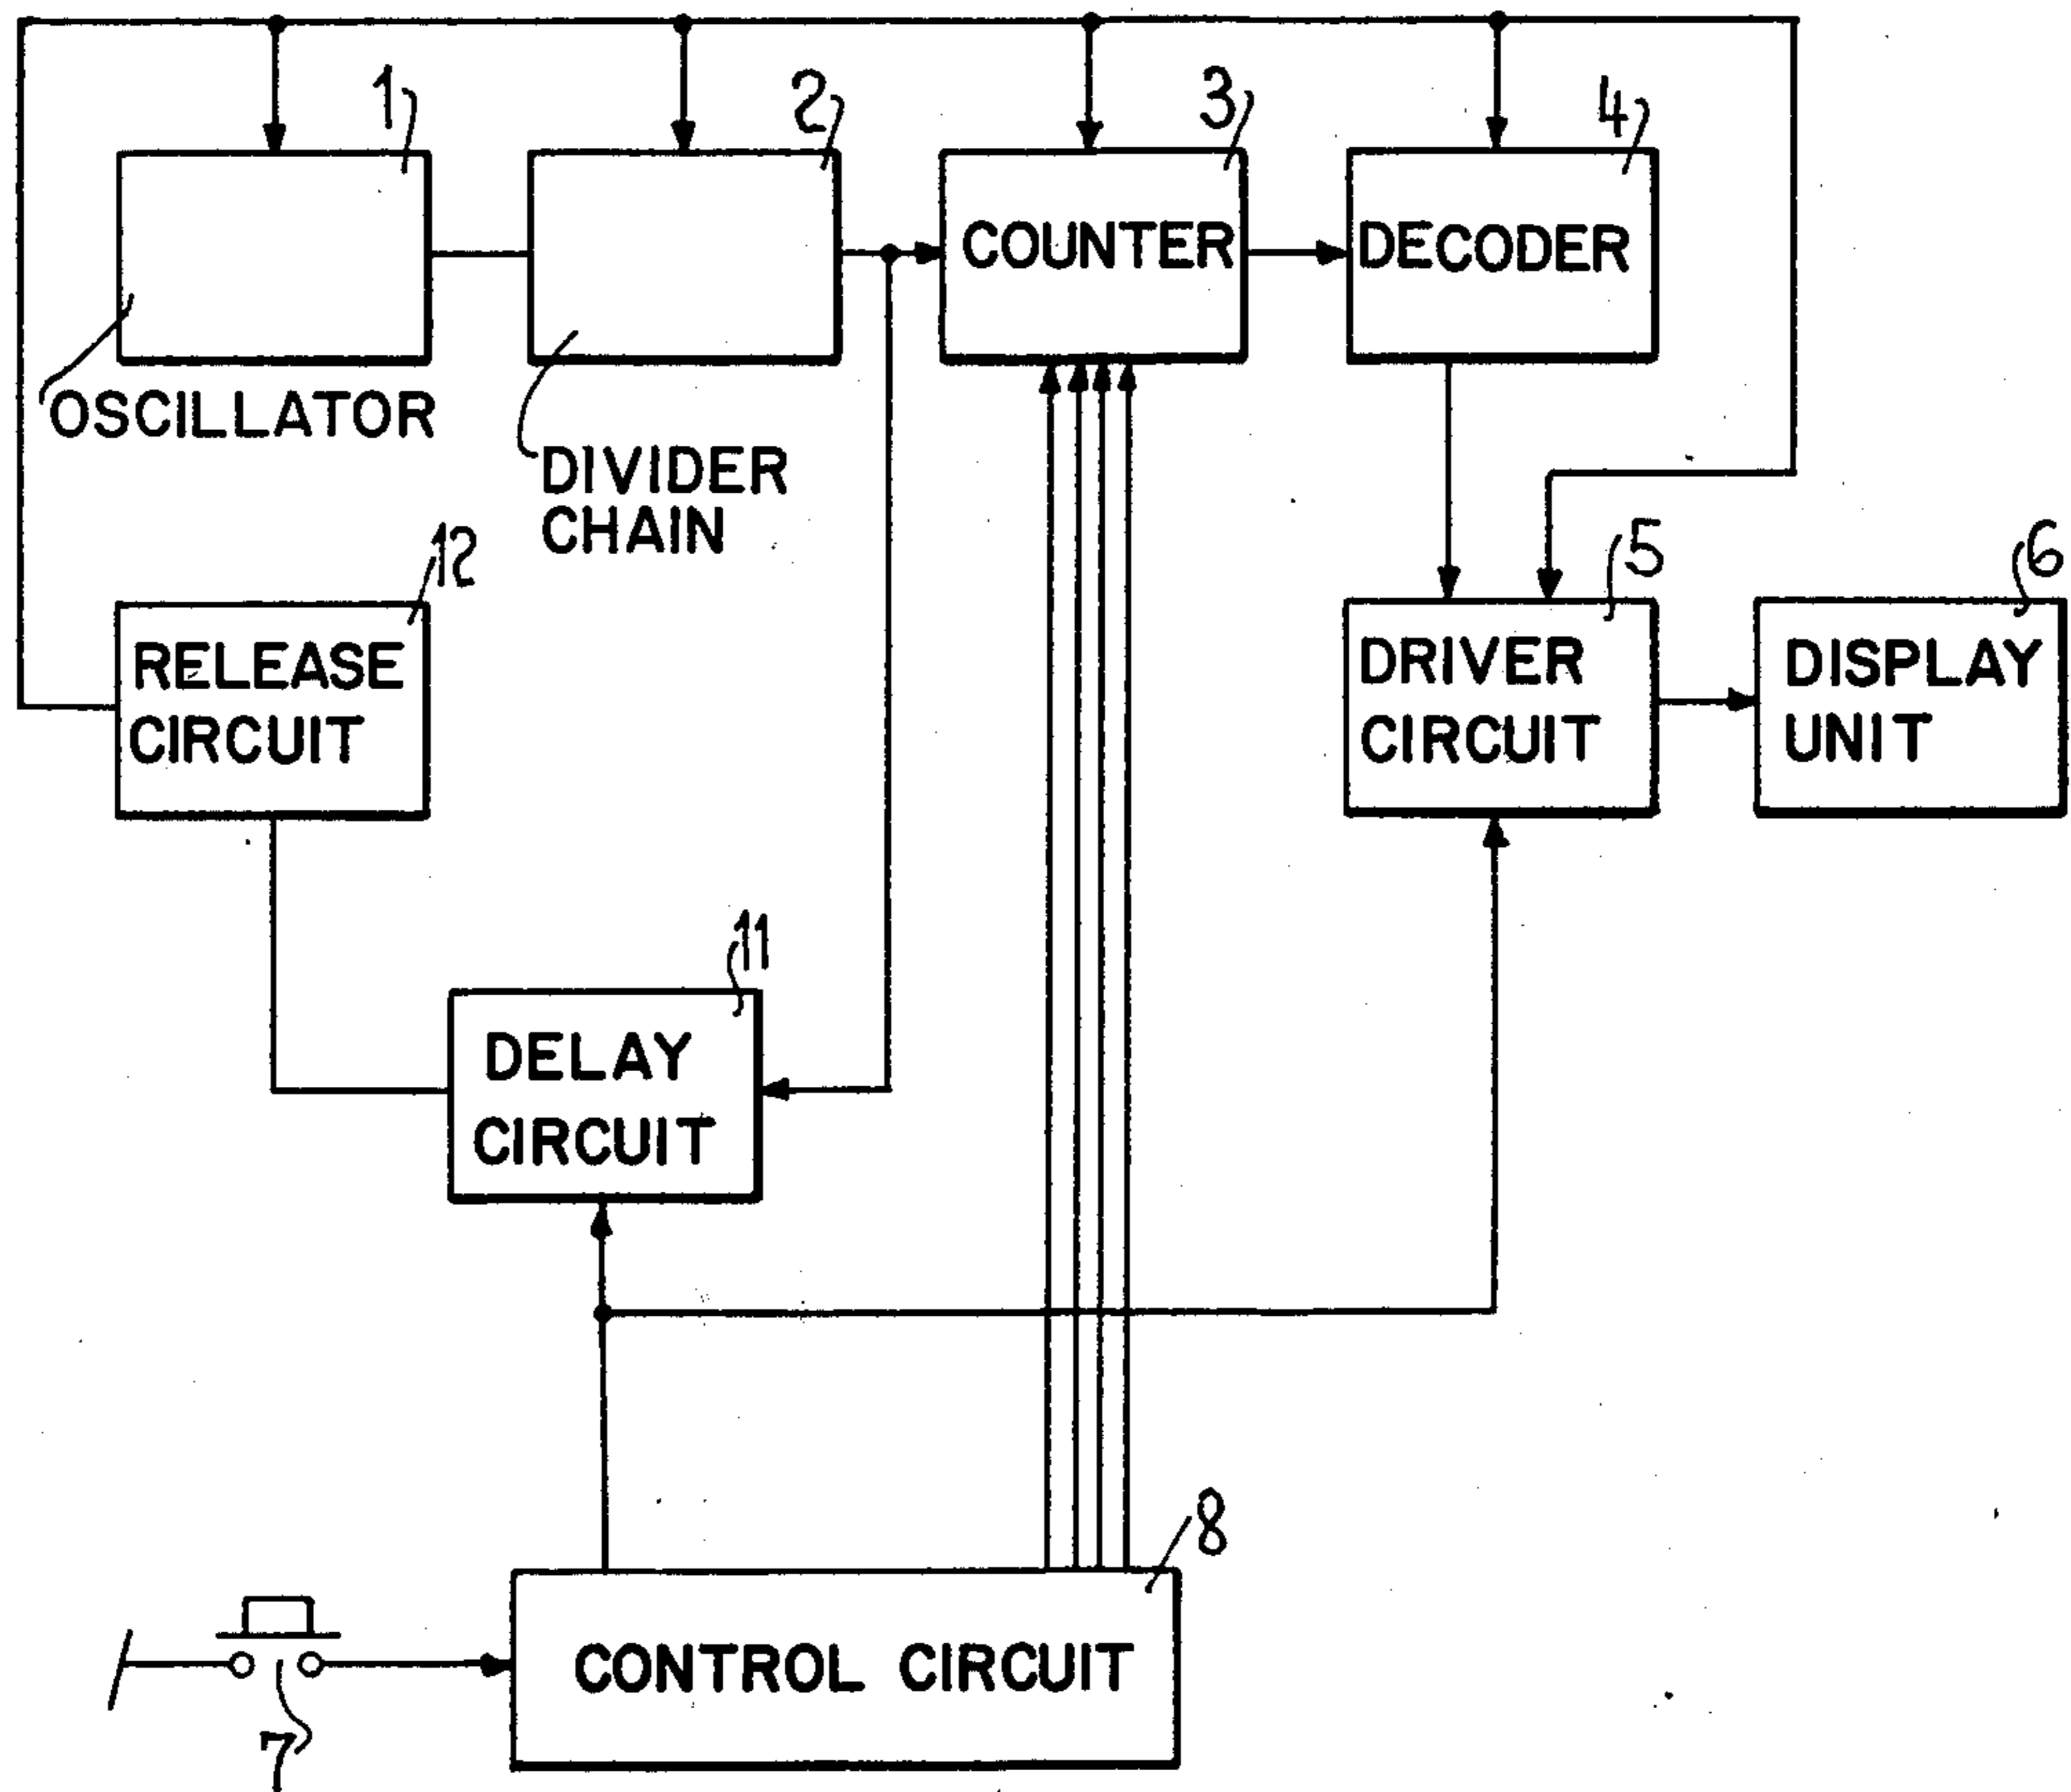 1
2
3
4
COUNTER
DECODER
OSCILLATOR
DIVIDER
CHAIN
12
5
6
RELEASE
CIRCUIT
DRIVER
CIRCUIT
DISPLAY
UNIT
11
DELAY
CIRCUIT
8
CONTROL CIRCUIT
7